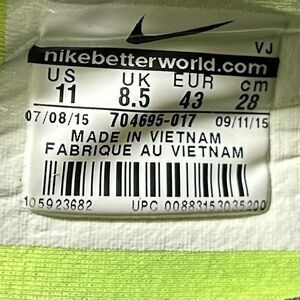 VJ
nikebetterworld.com
US UK EUR cm
11 8.5 43 28
07/08/15 704695-017 09/11/15
MADE IN VIETNAM
FABRIQUE AU VIETNAM
105923682 UPC 00883153035200